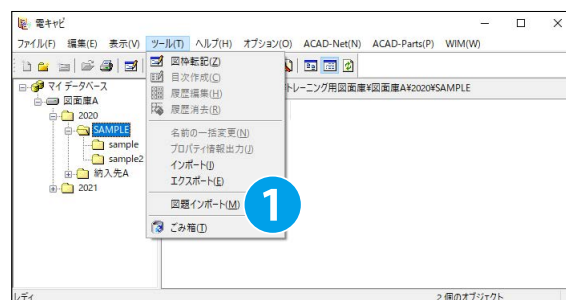 電キャビ
ファイル(F) 編集(E) 表示(V) ツール(T) ヘルプ(H) オプション(O) ACAD-Net(N) ACAD-Parts(P) WIM(W)
マイ データベース
図面庫A
2020
SAMPLE
sample
sample2
納入先A
2021
図枠転記(Z)
目次作成(C)
履歴編集(H)
履歴消去(R)
名前の一括変更(N)
プロパティ情報出力(J)
インポート(I)
エクスポート(E)
図題インポート(M)
ごみ箱(T)
1
トレーニング用図面庫¥図面庫A¥2020¥SAMPLE
レディ
2 個のオブジェクト